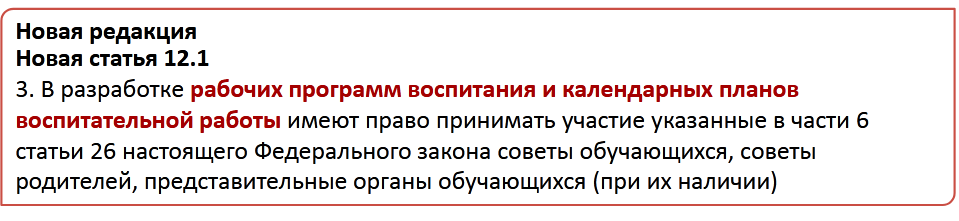 Новая редакция
Новая статья 12.1
3. В разработке рабочих программ воспитания и календарных планов
воспитательной работы имеют право принимать участие указанные в части 6
статьи 26 настоящего Федерального закона советы обучающихся, советы
родителей, представительные органы обучающихся (при их наличии)